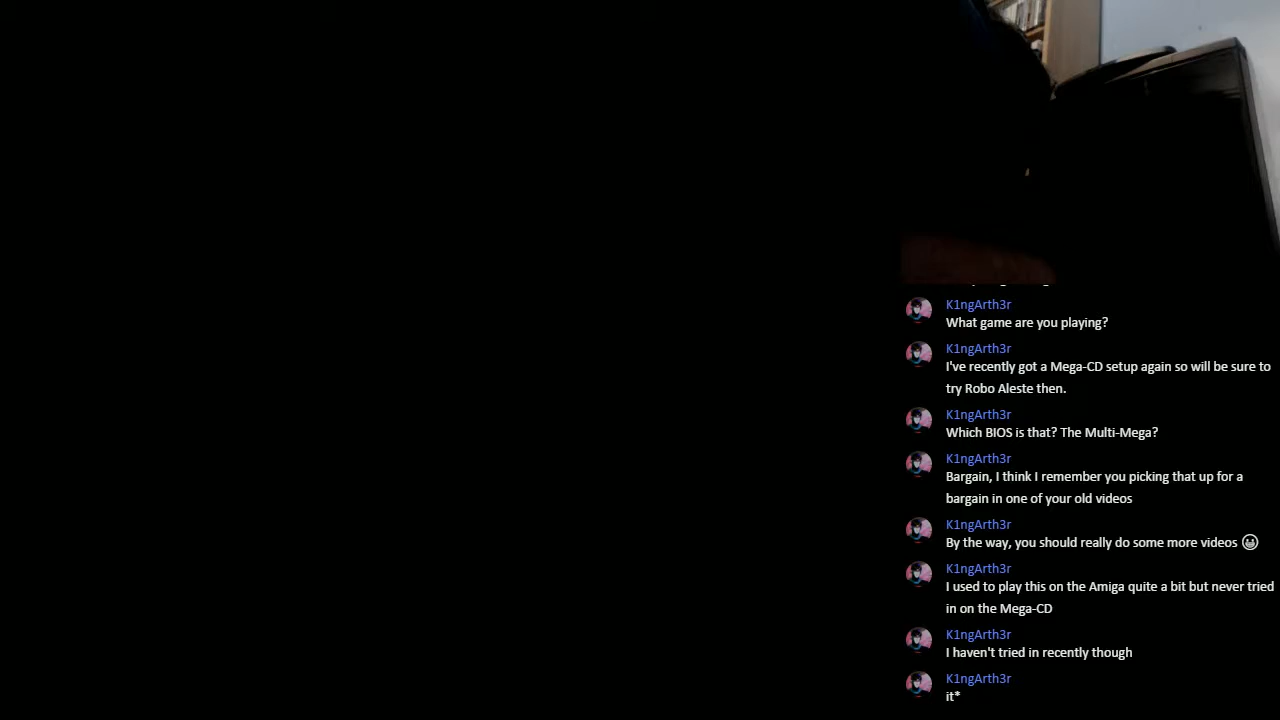 K1ngArth3r
What game are you playing?
K1ngArth3r
I've recently got a Mega-CD setup again so will be sure to
try Robo Aleste then.
K1ngArth3r
Which BIOS is that? The Multi-Mega?
K1ngArth3r
Bargain, I think I remember you picking that up for a
bargain in one of your old videos
K1ngArth3r
By the way, you should really do some more videos 😀
K1ngArth3r
I used to play this on the Amiga quite a bit but never tried
in on the Mega-CD
K1ngArth3r
I haven't tried in recently though
K1ngArth3r
it*